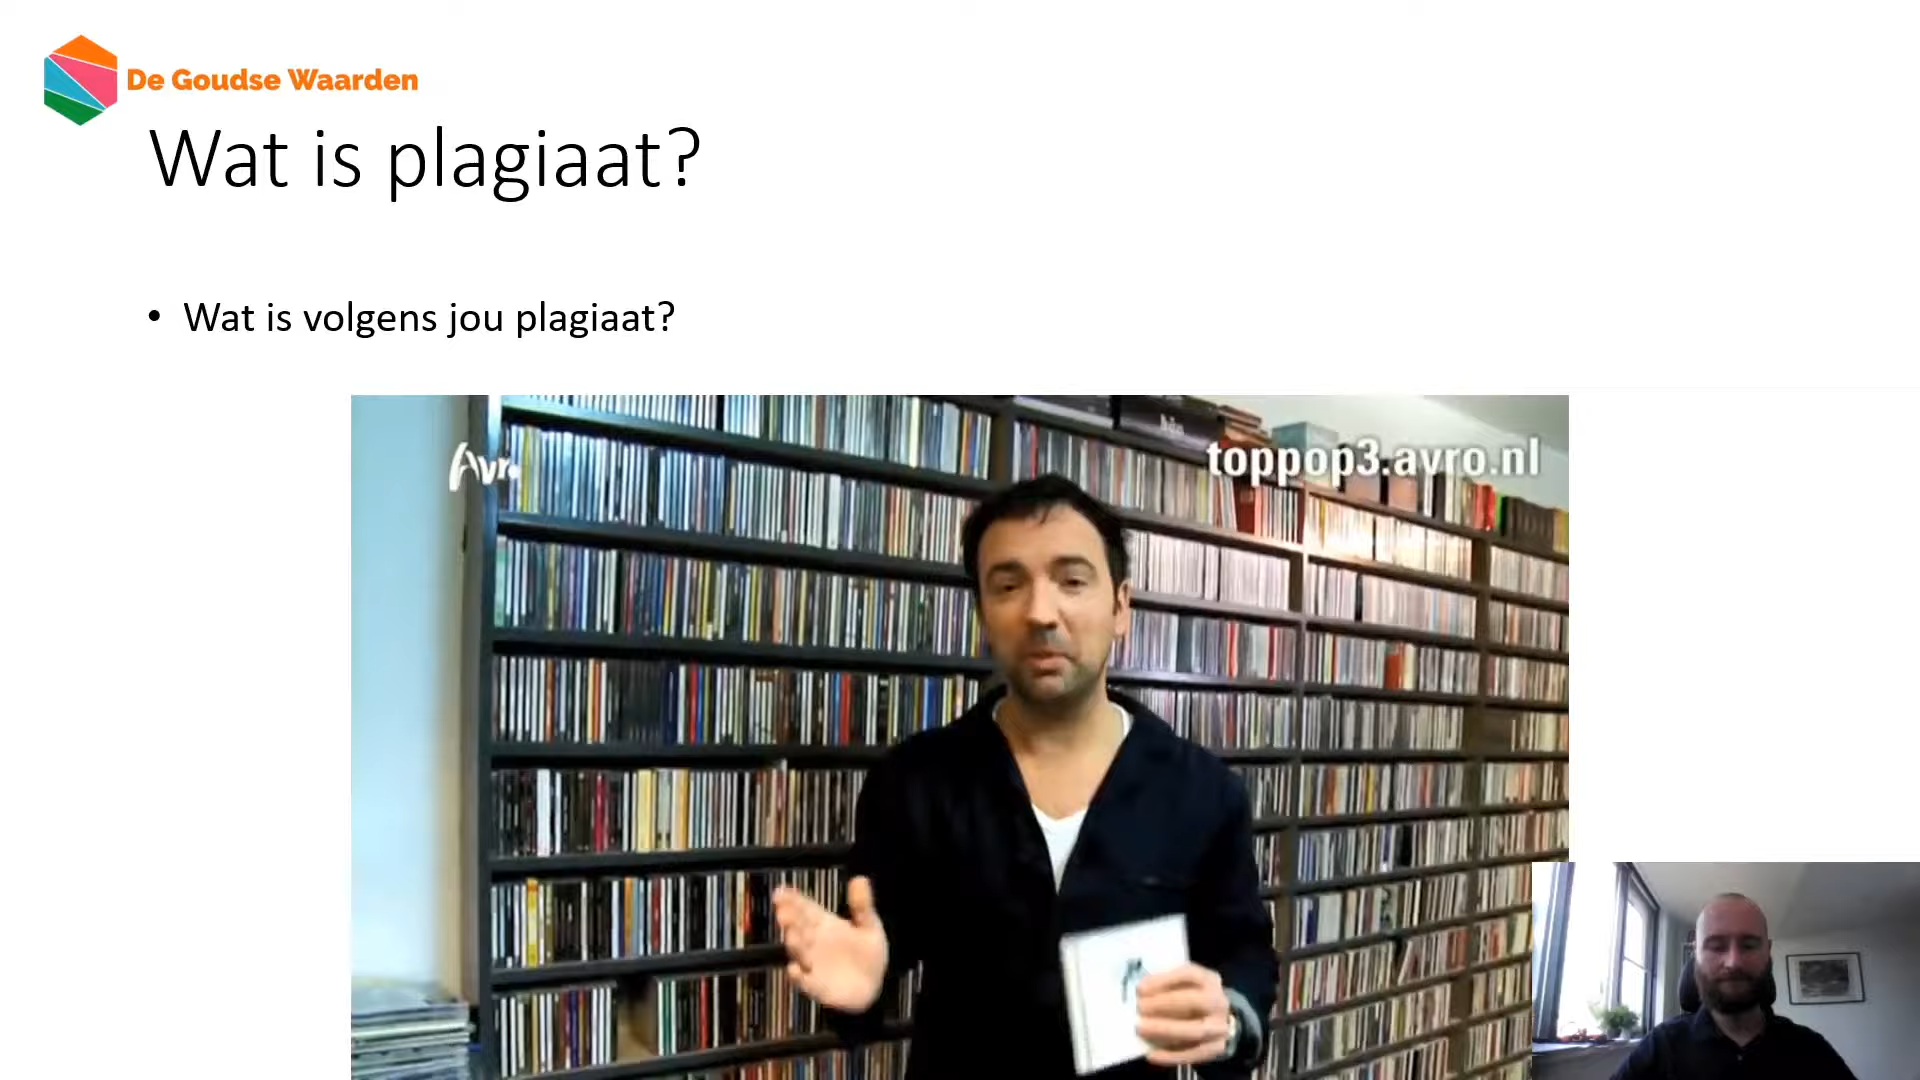 De Goudse Waarden
Wat is plagiaat?
• Wat is volgens jou plagiaat?
Avro
toppop3.avro.nl